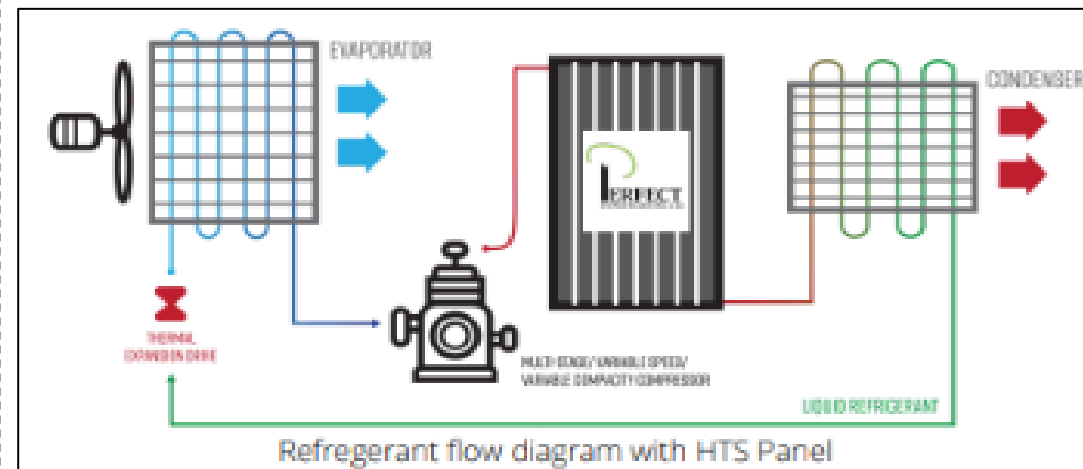 EVAPORATOR
CONDENSER
PERFECT
THERMAL
EXPANSION DRIVE
MULTI-STAGE/ VARIABLE SPEED/
VARIABLE COMPACITY COMPRESSOR
LIQUID REFRIGERANT
Refregerant flow diagram with HTS Panel